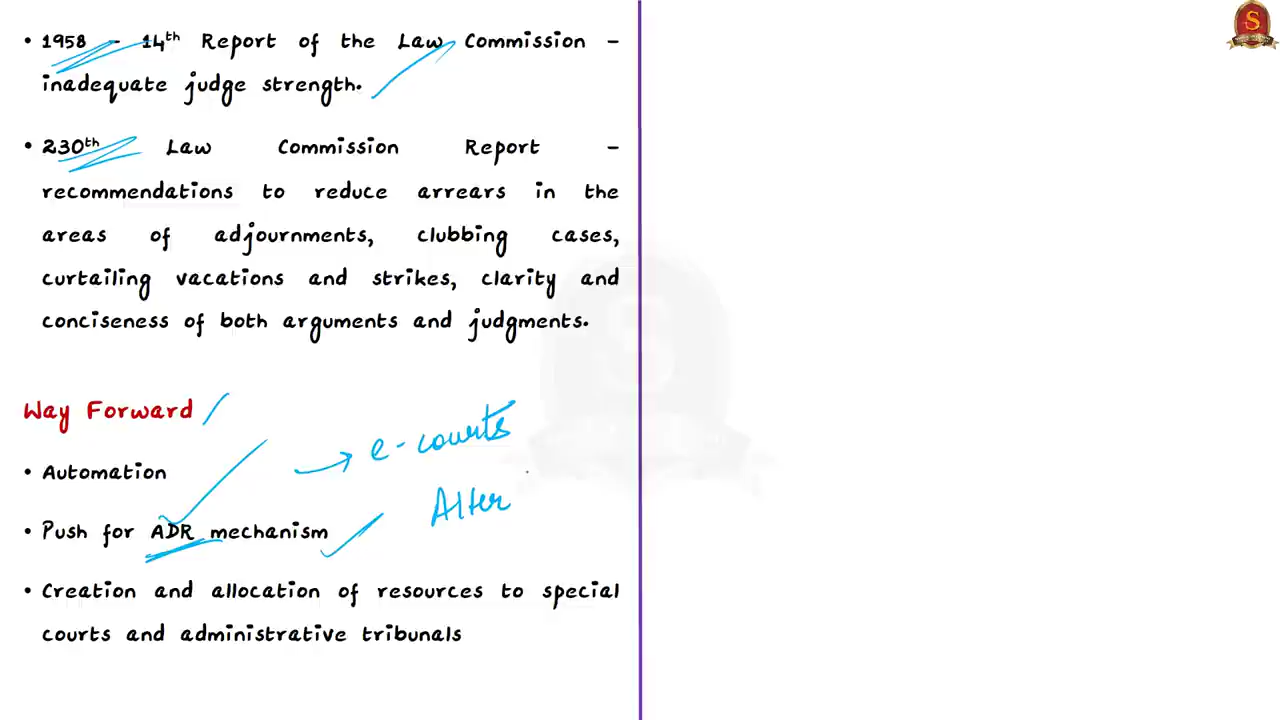 • 1958 - 14th Report of the Law Commission –
inadequate judge strength.
• 230th Law Commission Report –
recommendations to reduce arrears in the
areas of adjournments, clubbing cases,
curtailing vacations and strikes, clarity and
conciseness of both arguments and judgments.
Way Forward
• Automation
→ e-courts
Alter
• Push for ADR mechanism
• Creation and allocation of resources to special
courts and administrative tribunals
S
S